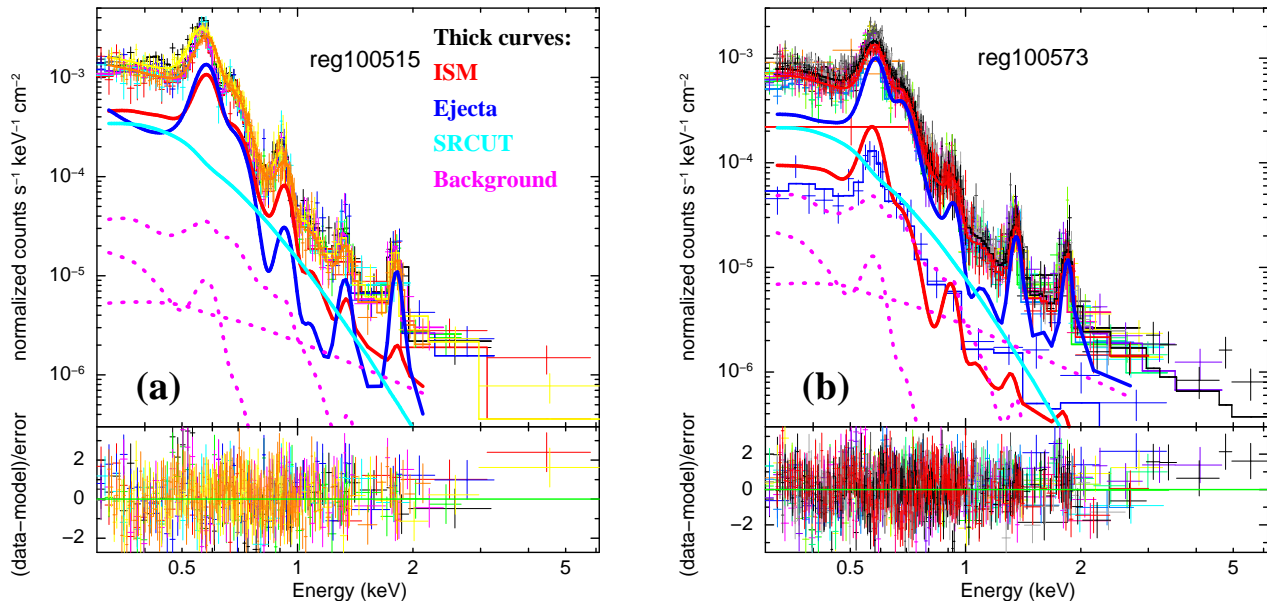 reg100515
Thick curves:
ISM
Ejecta
SRCUT
Background
10−3
10−4
10−5
10−6
normalized counts s−1 keV−1 cm−2
(a)
2
0
−2
(data−model)/error
0.5
1
2
5
Energy (keV)
reg100573
10−3
10−4
10−5
10−6
normalized counts s−1 keV−1 cm−2
(b)
2
0
−2
(data−model)/error
0.5
1
2
5
Energy (keV)